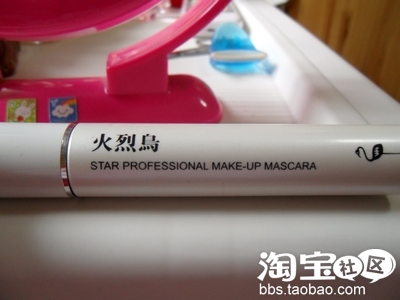 火烈鳥
STAR PROFESSIONAL MAKE-UP MASCARA
淘宝社区
bbs.taobao.com